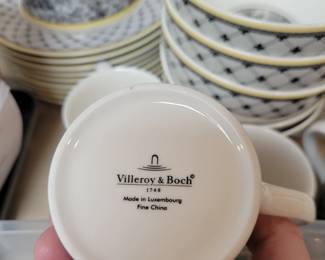 Villeroy & Boch©
1748
Made in Luxembourg
Fine China